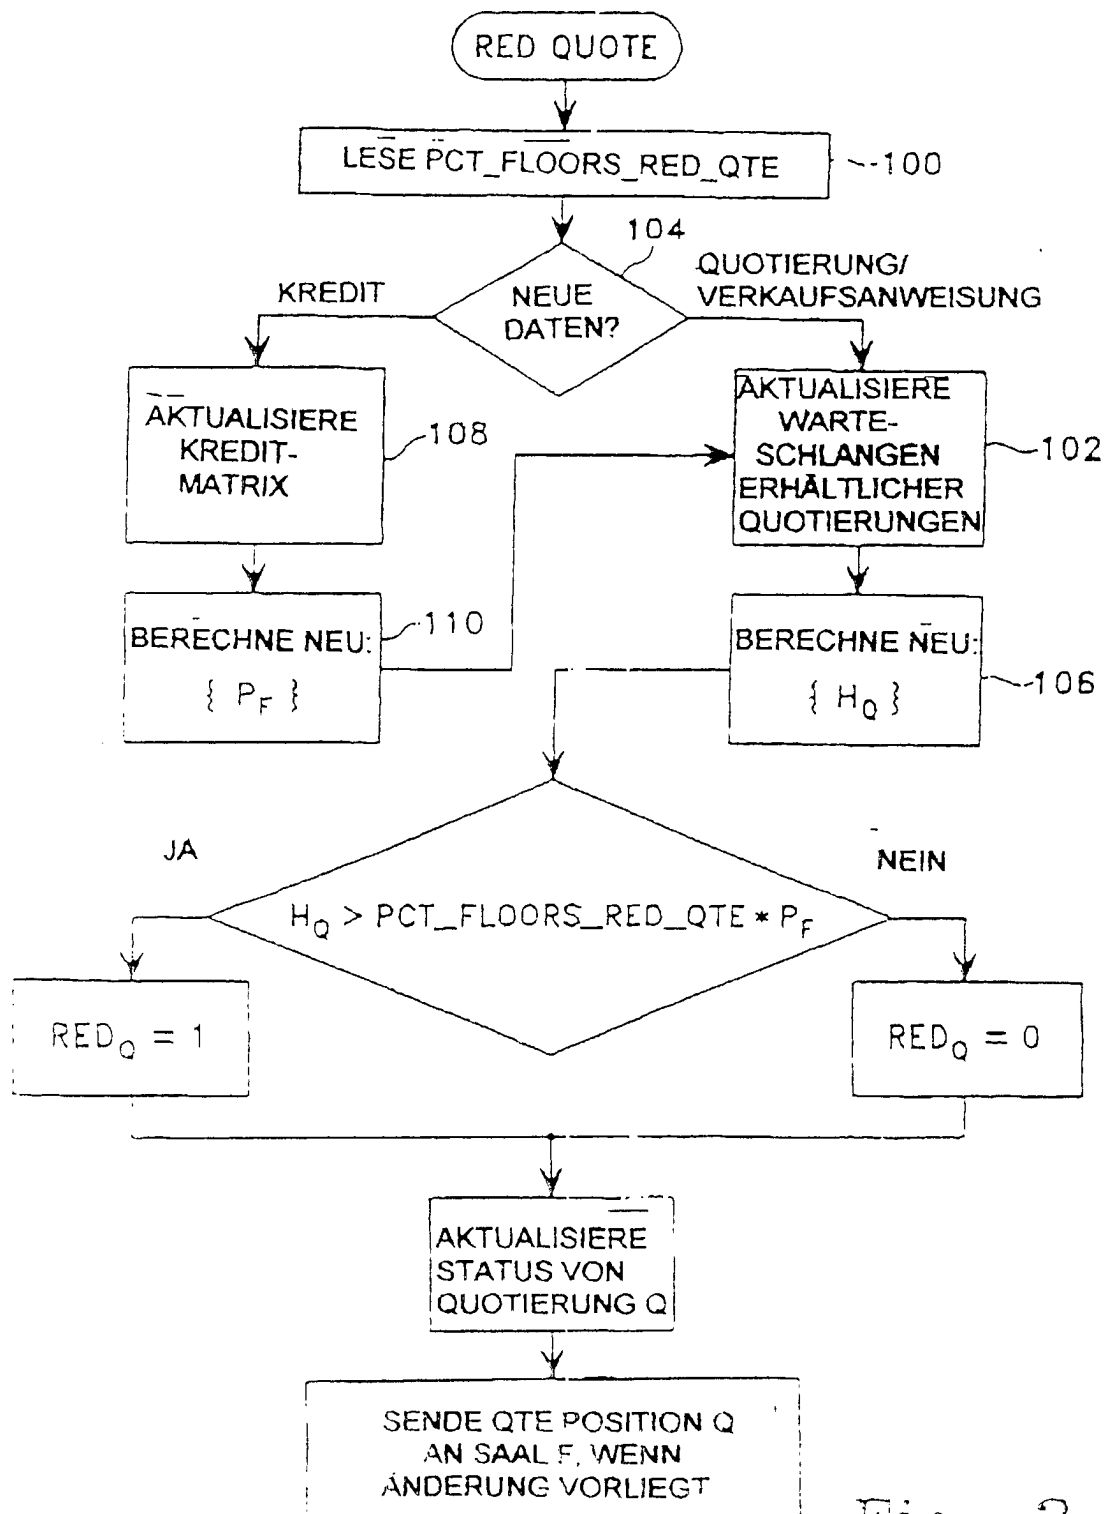 RED QUOTE
LESE PCT_FLOORS_RED_QTE
100
104
KREDIT
NEUE
DATEN?
QUOTIERUNG/
VERKAUFSANWEISUNG
AKTUALISIERE
KREDIT-
MATRIX
108
AKTUALISIERE
WARTE-
SCHLANGEN
ERHÄLTLICHER
QUOTIERUNGEN
102
BERECHNE NEU:
{ P_F }
110
BERECHNE NEU:
{ H_Q }
106
JA
NEIN
H_Q > PCT_FLOORS_RED_QTE * P_F
RED_Q = 1
RED_Q = 0
AKTUALISIERE
STATUS VON
QUOTIERUNG Q
SENDE QTE POSITION Q
AN SAAL F, WENN
ÄNDERUNG VORLIEGT